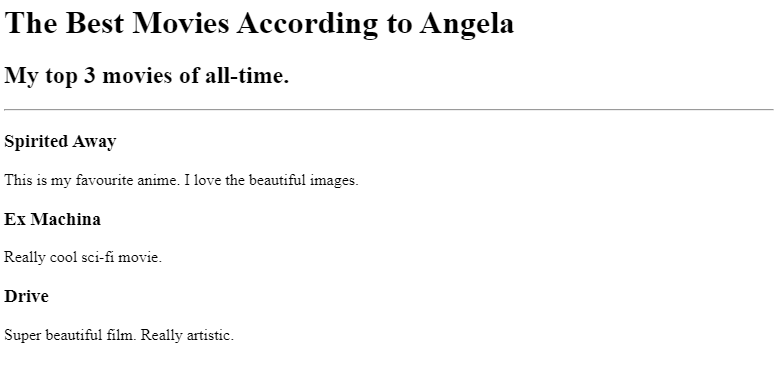 The Best Movies According to Angela
My top 3 movies of all-time.
Spirited Away
This is my favourite anime. I love the beautiful images.
Ex Machina
Really cool sci-fi movie.
Drive
Super beautiful film. Really artistic.